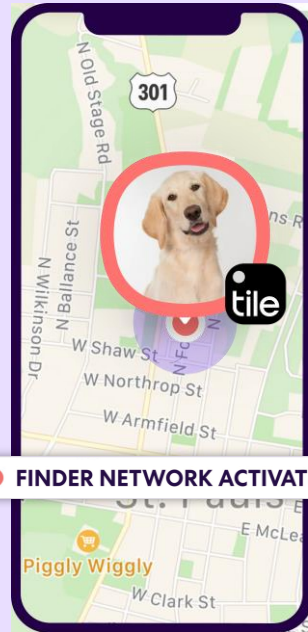 N Old Stage Rd
301
N Ballance St
N Wilkinson Dr
tile
W Shaw St
W Northrop St
W Armfield St
FINDER NETWORK ACTIVAT
Piggly Wiggly
W Clark St